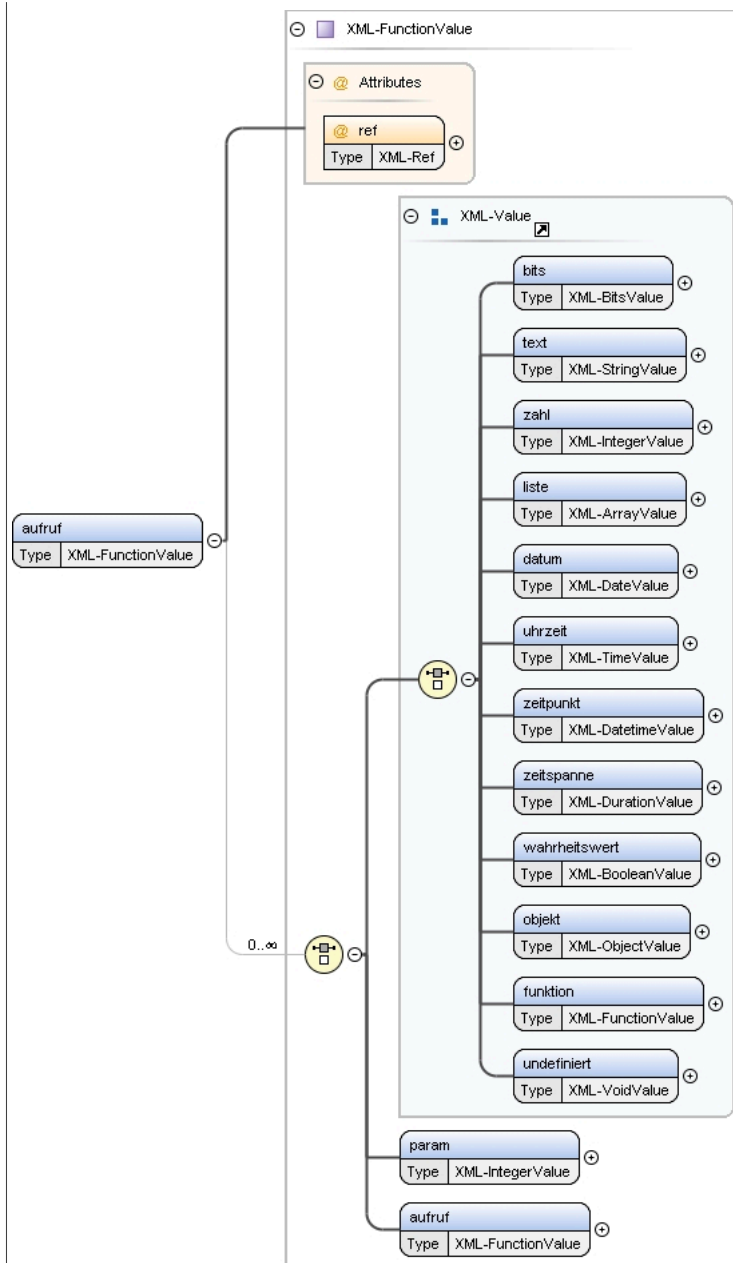 XML-FunctionValue
@ Attributes
@ ref
Type XML-Ref
XML-Value
bits
Type XML-BitsValue
text
Type XML-StringValue
zahl
Type XML-IntegerValue
liste
Type XML-ArrayValue
aufruf
Type XML-FunctionValue
datum
Type XML-DateValue
uhrzeit
Type XML-TimeValue
zeitpunkt
Type XML-DatetimeValue
zeitspanne
Type XML-DurationValue
wahrheitswert
Type XML-BooleanValue
objekt
Type XML-ObjectValue
0..∞
funktion
Type XML-FunctionValue
undefiniert
Type XML-VoidValue
param
Type XML-IntegerValue
aufruf
Type XML-FunctionValue